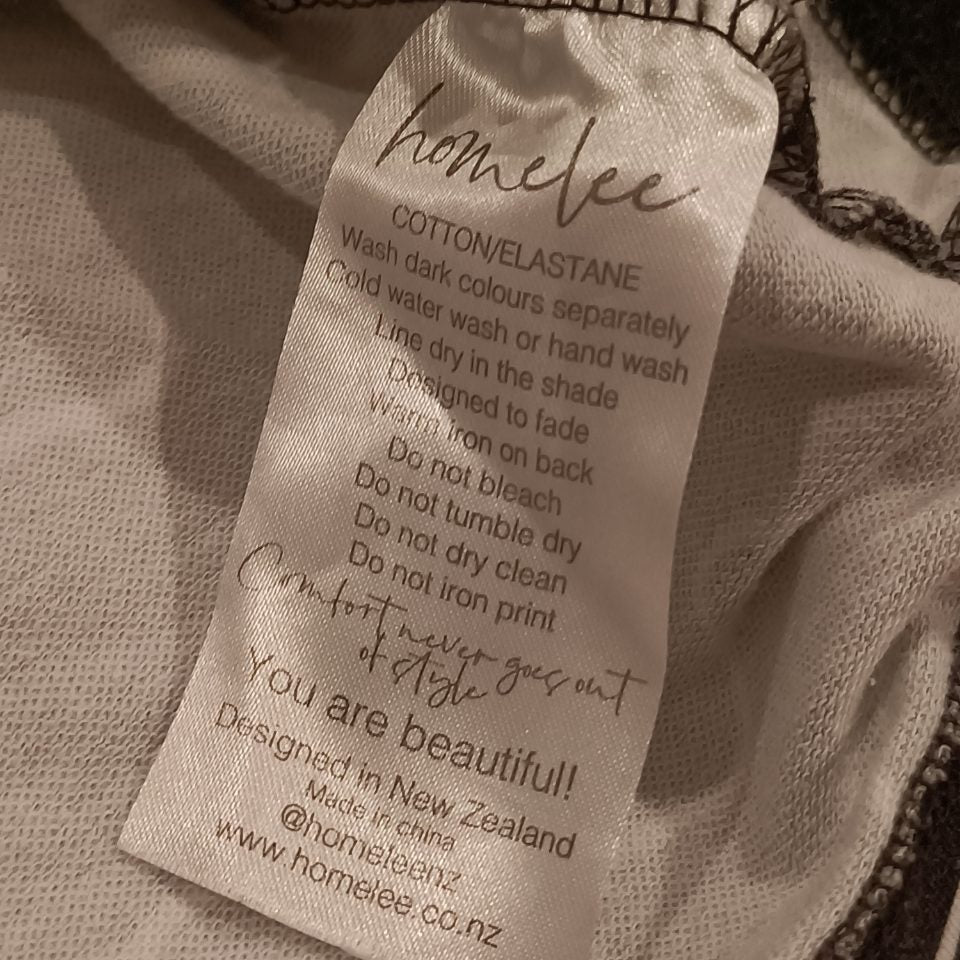 homelee
COTTON/ELASTANE
Wash dark colours separately
Cold water wash or hand wash
Line dry in the shade
Designed to fade
Warm iron on back
Do not bleach
Do not tumble dry
Do not dry clean
Do not iron print
Comfort never goes out
of style
You are beautiful!
Designed in New Zealand
Made in china
@homeleenz
www.homelee.co.nz